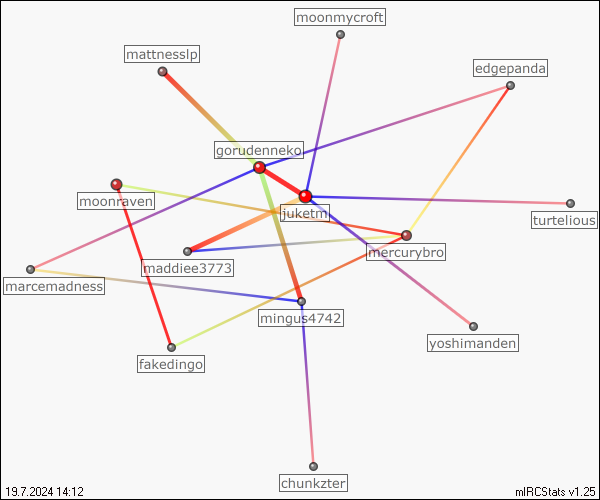 moonmycroft
mattnesslp
edgepanda
gorudenneko
moonraven
juketm
turtelious
mercurybro
maddiee3773
marcemadness
mingus4742
yoshimanden
fakedingo
chunkzter
19.7.2024 14:12
mIRCStats v1.25